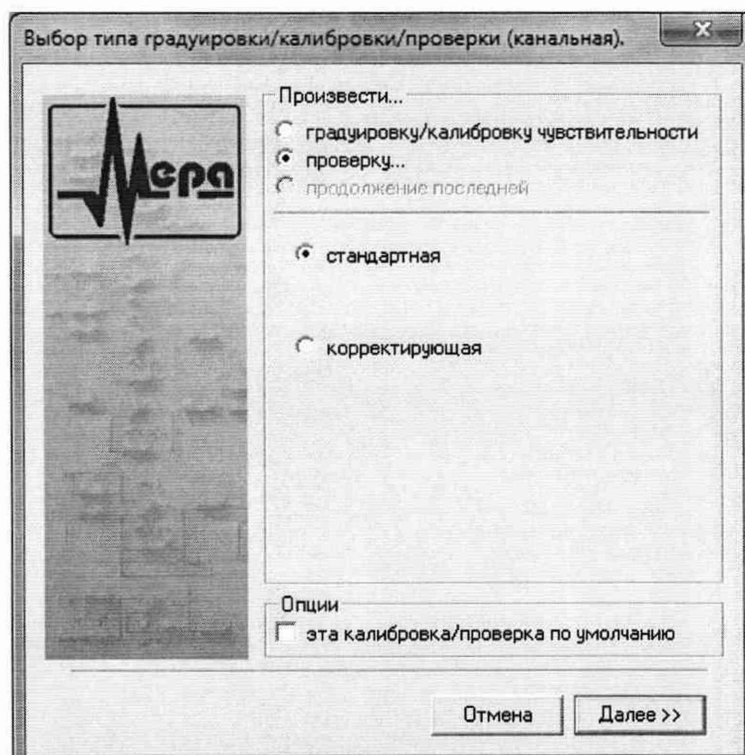 Выбор типа градуировки/калибровки/проверки (канальная).
Мера
Произвести...
градуировку/калибровку чувствительности
проверку...
продолжение последней
стандартная
корректирующая
Опции
эта калибровка/проверка по умолчанию
Отмена
Далее >>